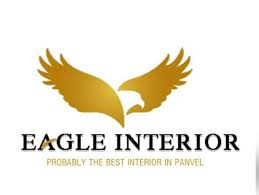 EAGLE INTERIOR
PROBABLY THE BEST INTERIOR IN PANVEL